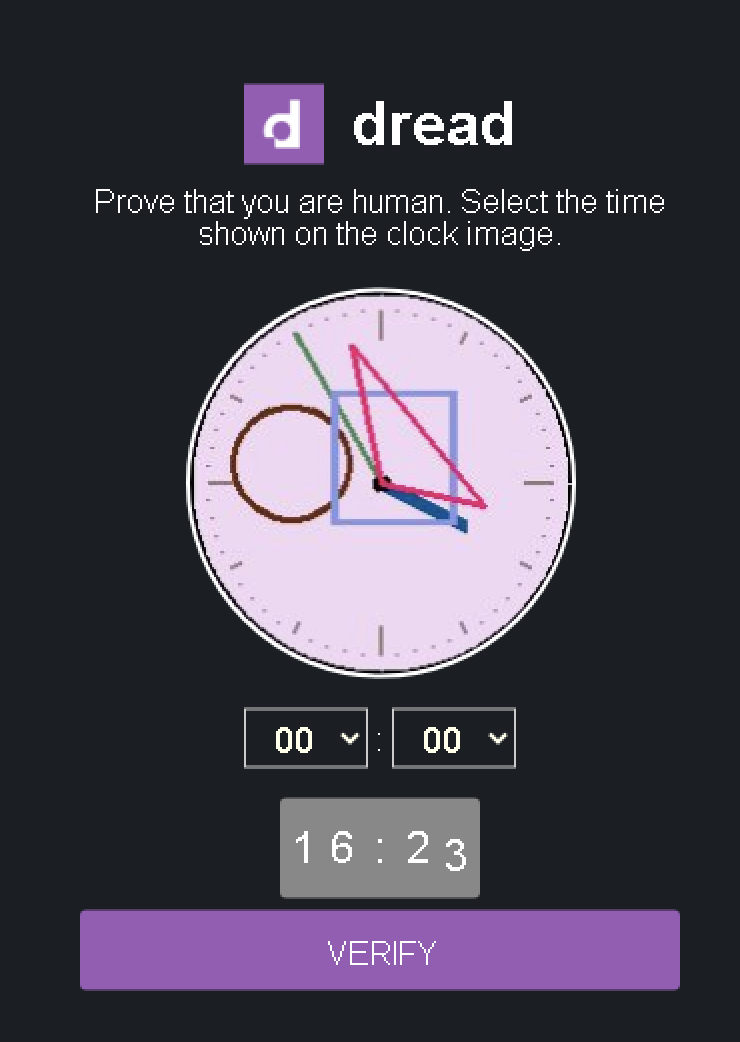 d dread
Prove that you are human. Select the time
shown on the clock image.
00 : 00
16:23
VERIFY